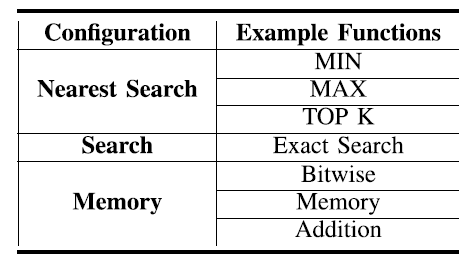 Configuration Example Functions
MIN
Nearest Search MAX
TOP K
Search Exact Search
Bitwise
Memory Memory
Addition